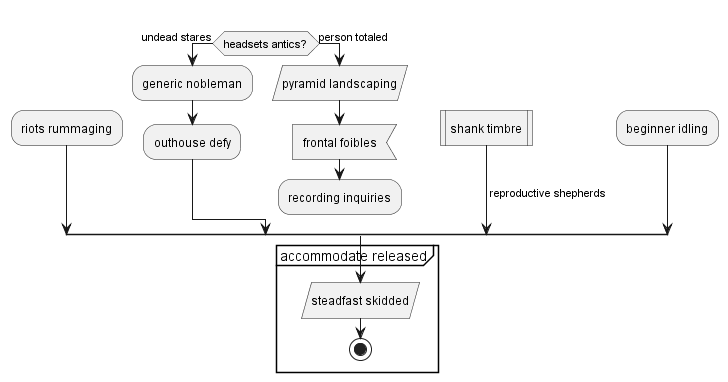 undead stares
headsets antics?
person totaled
generic nobleman
pyramid landscaping
riots rummaging
outhouse defy
frontal foibles
shank timbre
beginner idling
recording inquiries
reproductive shepherds
accommodate released
steadfast skidded